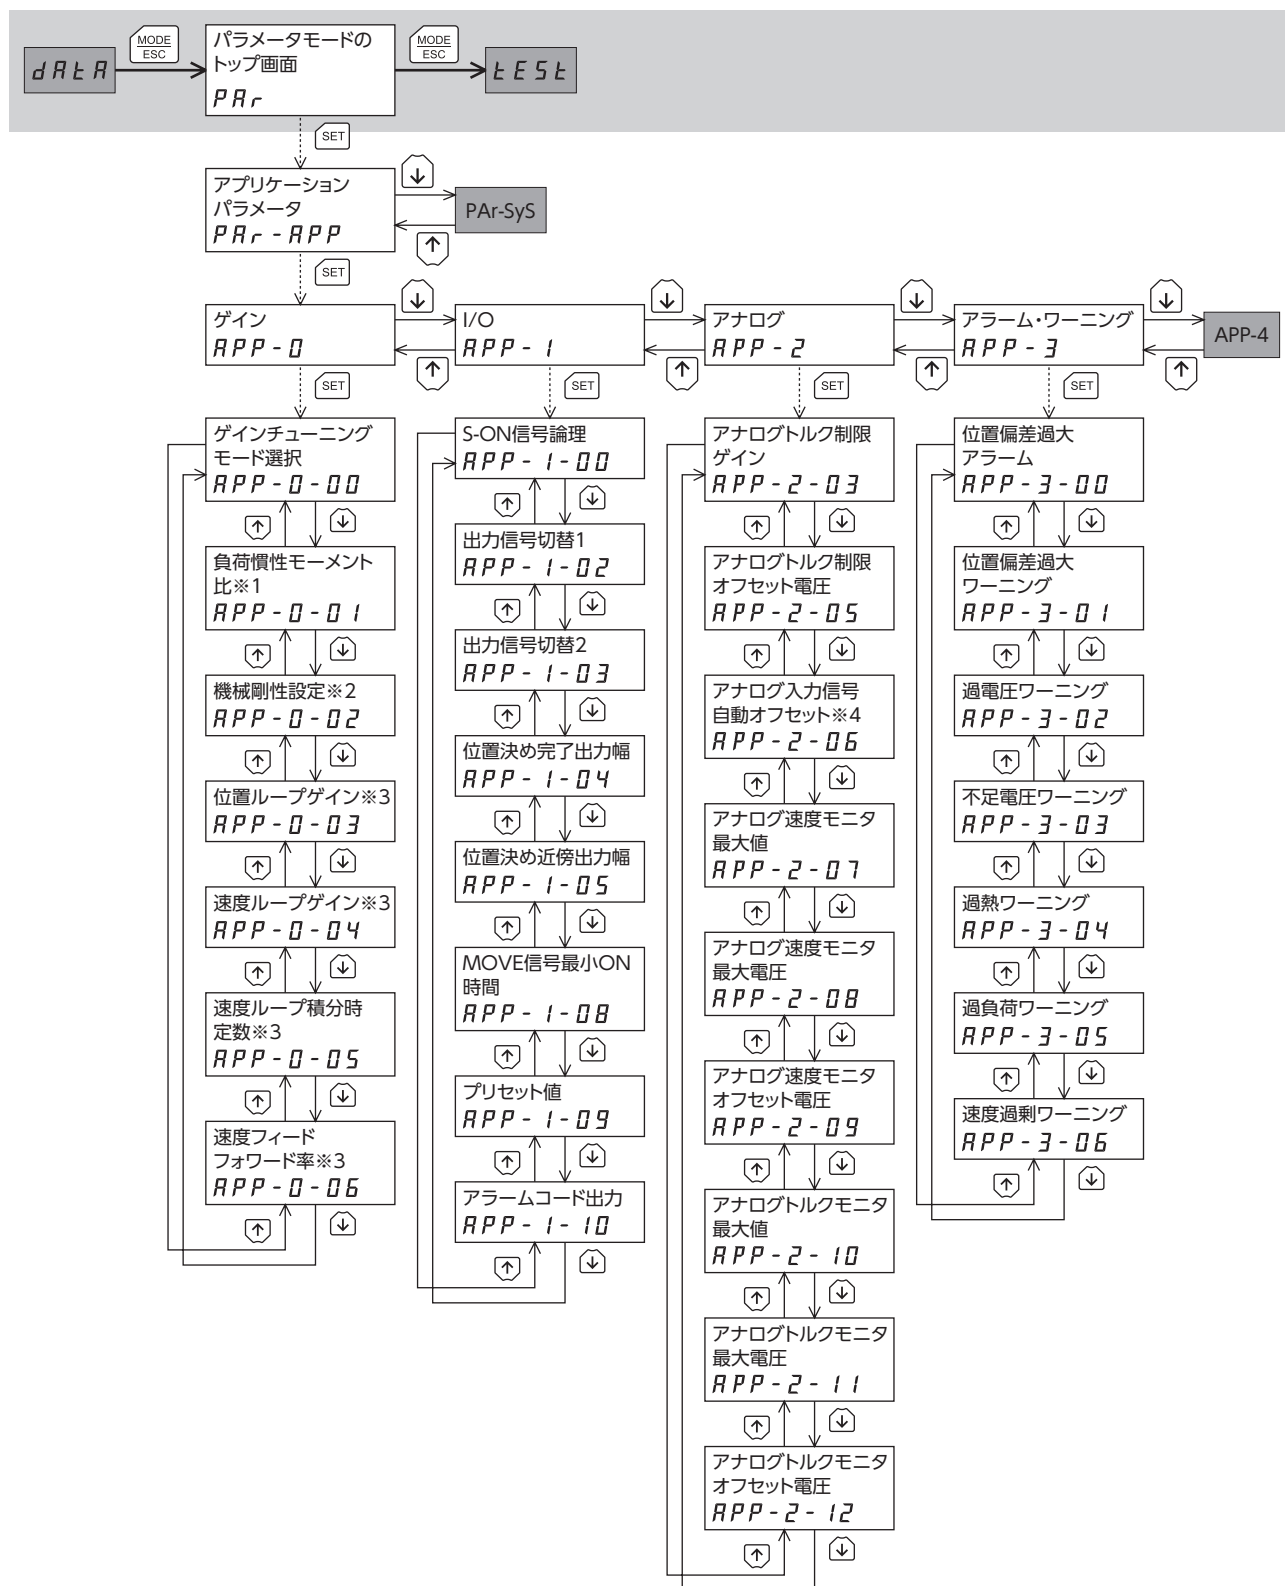 dAtA
MODE
ESC
パラメータモードの
トップ画面
PAr
MODE
ESC
tESt
SET
アプリケーション
パラメータ
PAr-APP
↓
↑
PAr-SyS
SET
ゲイン
APP-0
↓
↑
I/O
APP-1
↓
↑
アナログ
APP-2
↓
↑
アラーム・ワーニング
APP-3
↓
↑
APP-4
SET
SET
SET
SET
ゲインチューニング
モード選択
APP-0-00
↑ ↓
負荷慣性モーメント
比※1
APP-0-01
↑ ↓
機械剛性設定※2
APP-0-02
↑ ↓
位置ループゲイン※3
APP-0-03
↑ ↓
速度ループゲイン※3
APP-0-04
↑ ↓
速度ループ積分時
定数※3
APP-0-05
↑ ↓
速度フィード
フォワード率※3
APP-0-06
↑ ↓
S-ON信号論理
APP-1-00
↑ ↓
出力信号切替1
APP-1-02
↑ ↓
出力信号切替2
APP-1-03
↑ ↓
位置決め完了出力幅
APP-1-04
↑ ↓
位置決め近傍出力幅
APP-1-05
↑ ↓
MOVE信号最小ON
時間
APP-1-08
↑ ↓
プリセット値
APP-1-09
↑ ↓
アラームコード出力
APP-1-10
↑ ↓
アナログトルク制限
ゲイン
APP-2-03
↑ ↓
アナログトルク制限
オフセット電圧
APP-2-05
↑ ↓
アナログ入力信号
自動オフセット※4
APP-2-06
↑ ↓
アナログ速度モニタ
最大値
APP-2-07
↑ ↓
アナログ速度モニタ
最大電圧
APP-2-08
↑ ↓
アナログ速度モニタ
オフセット電圧
APP-2-09
↑ ↓
アナログトルクモニタ
最大値
APP-2-10
↑ ↓
アナログトルクモニタ
最大電圧
APP-2-11
↑ ↓
アナログトルクモニタ
オフセット電圧
APP-2-12
↑ ↓
位置偏差過大
アラーム
APP-3-00
↑ ↓
位置偏差過大
ワーニング
APP-3-01
↑ ↓
過電圧ワーニング
APP-3-02
↑ ↓
不足電圧ワーニング
APP-3-03
↑ ↓
過熱ワーニング
APP-3-04
↑ ↓
過負荷ワーニング
APP-3-05
↑ ↓
速度過剰ワーニング
APP-3-06
↑ ↓